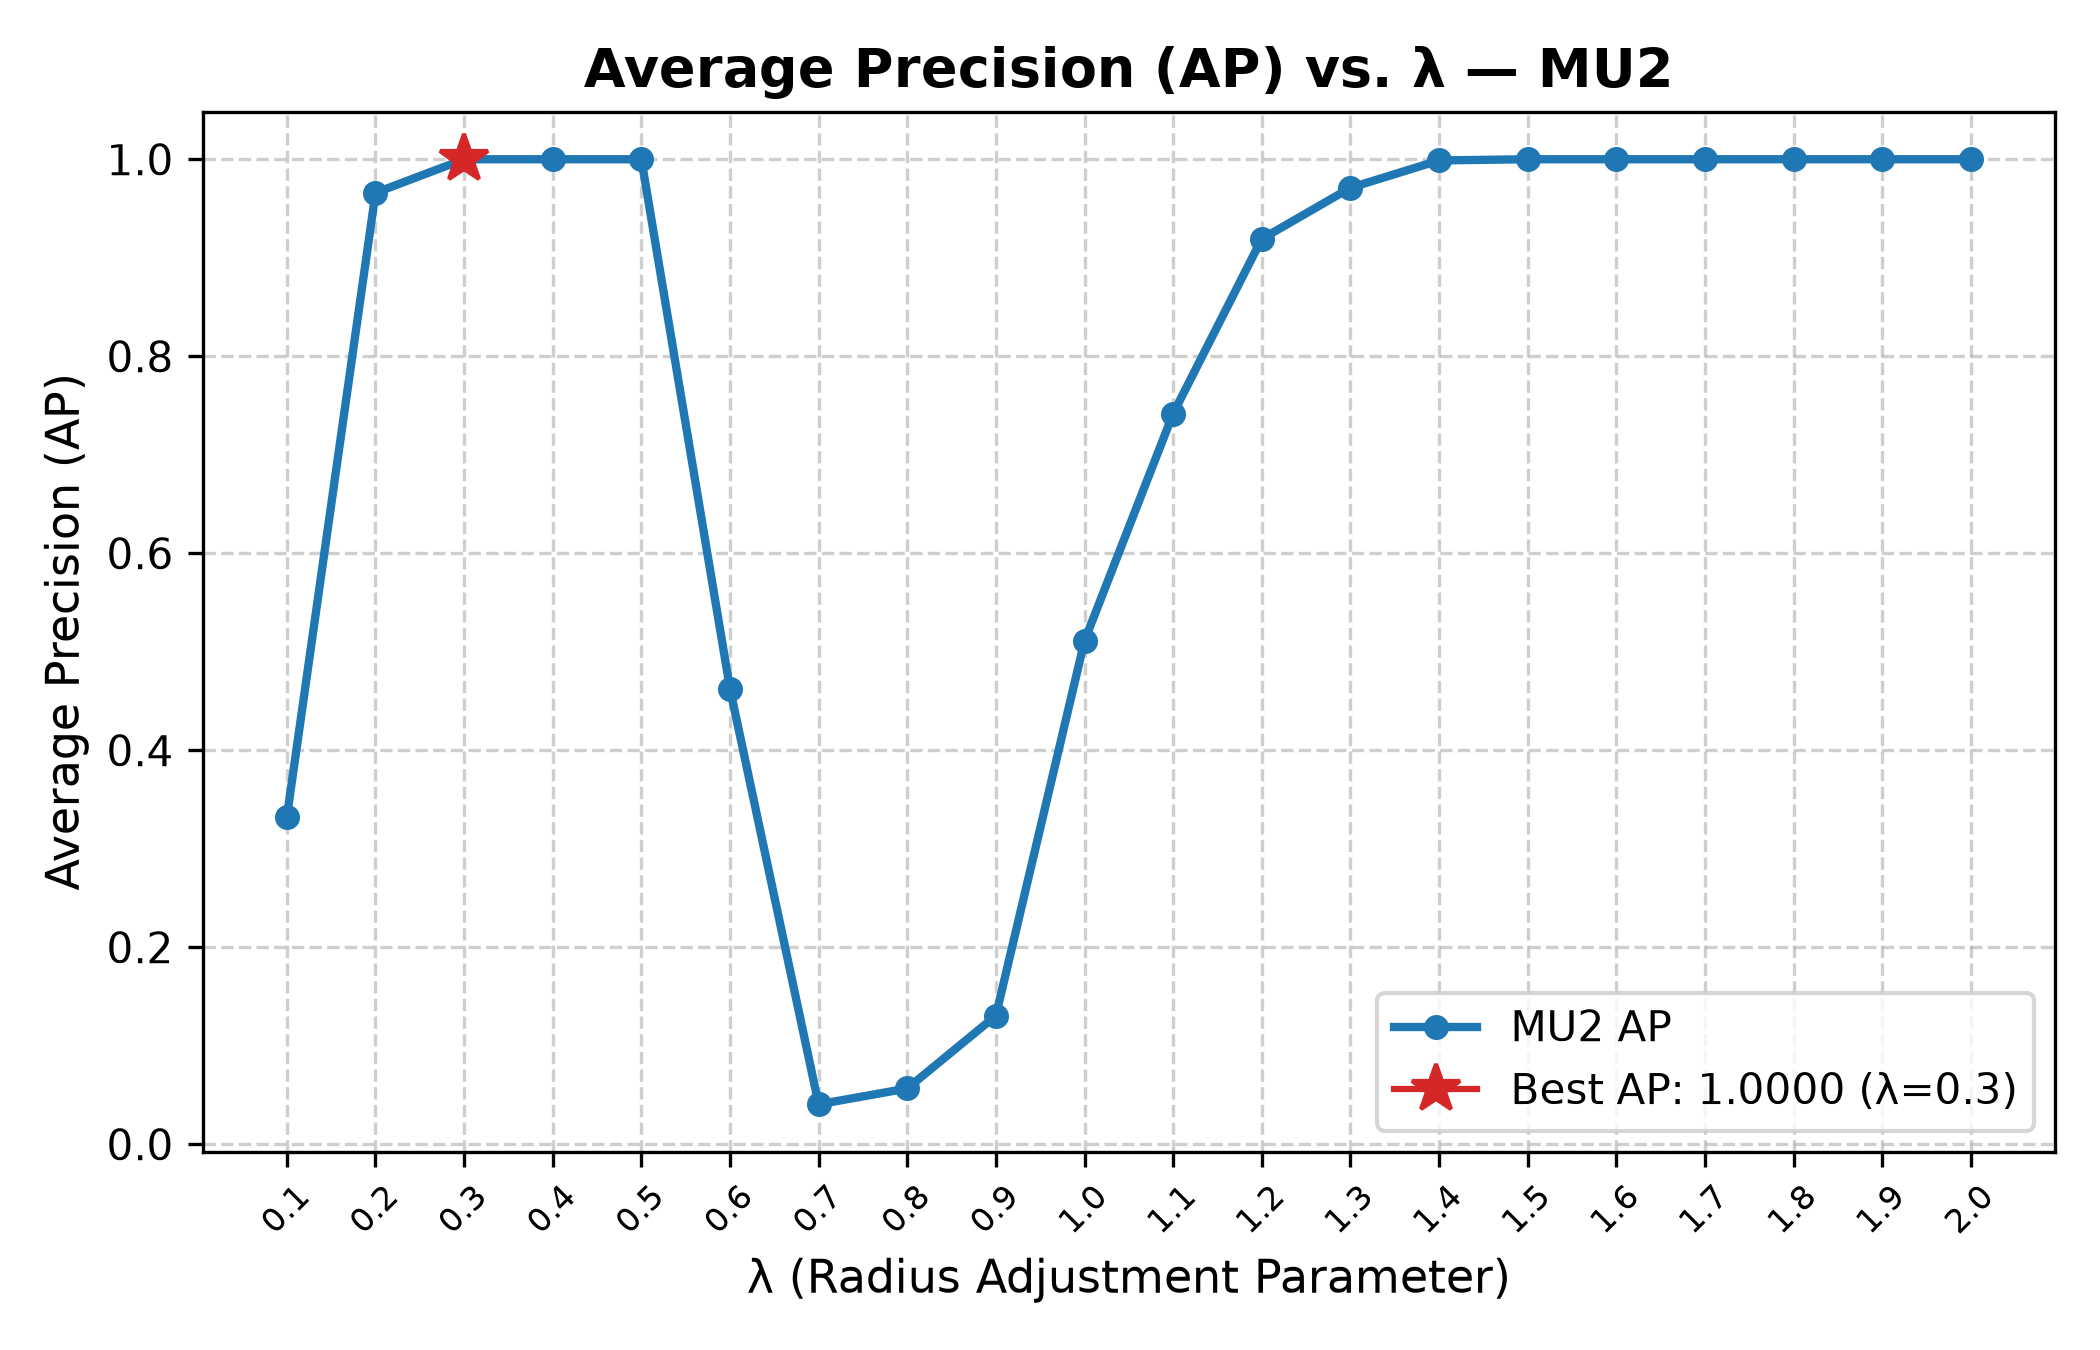 Average Precision (AP) vs. λ — MU2
Average Precision (AP)
1.0
0.8
0.6
0.4
0.2
0.0
MU2 AP
Best AP: 1.0000 (λ=0.3)
0.1 0.2 0.3 0.4 0.5 0.6 0.7 0.8 0.9 1.0 1.1 1.2 1.3 1.4 1.5 1.6 1.7 1.8 1.9 2.0
λ (Radius Adjustment Parameter)